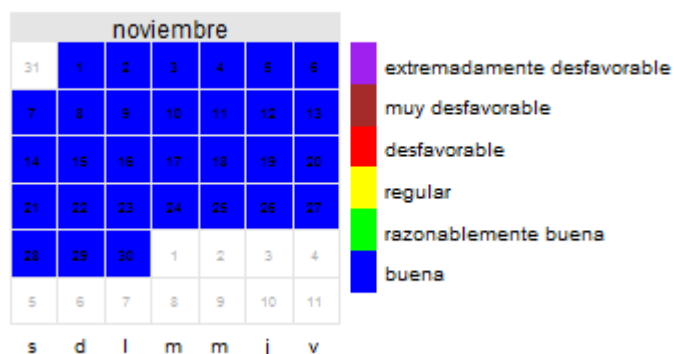 noviembre
31 1 2 3 4 5 6
7 8 9 10 11 12 13
14 15 16 17 18 19 20
21 22 23 24 25 26 27
28 29 30 1 2 3 4
5 6 7 8 9 10 11
s d l m m j v
extremadamente desfavorable
muy desfavorable
desfavorable
regular
razonablemente buena
buena